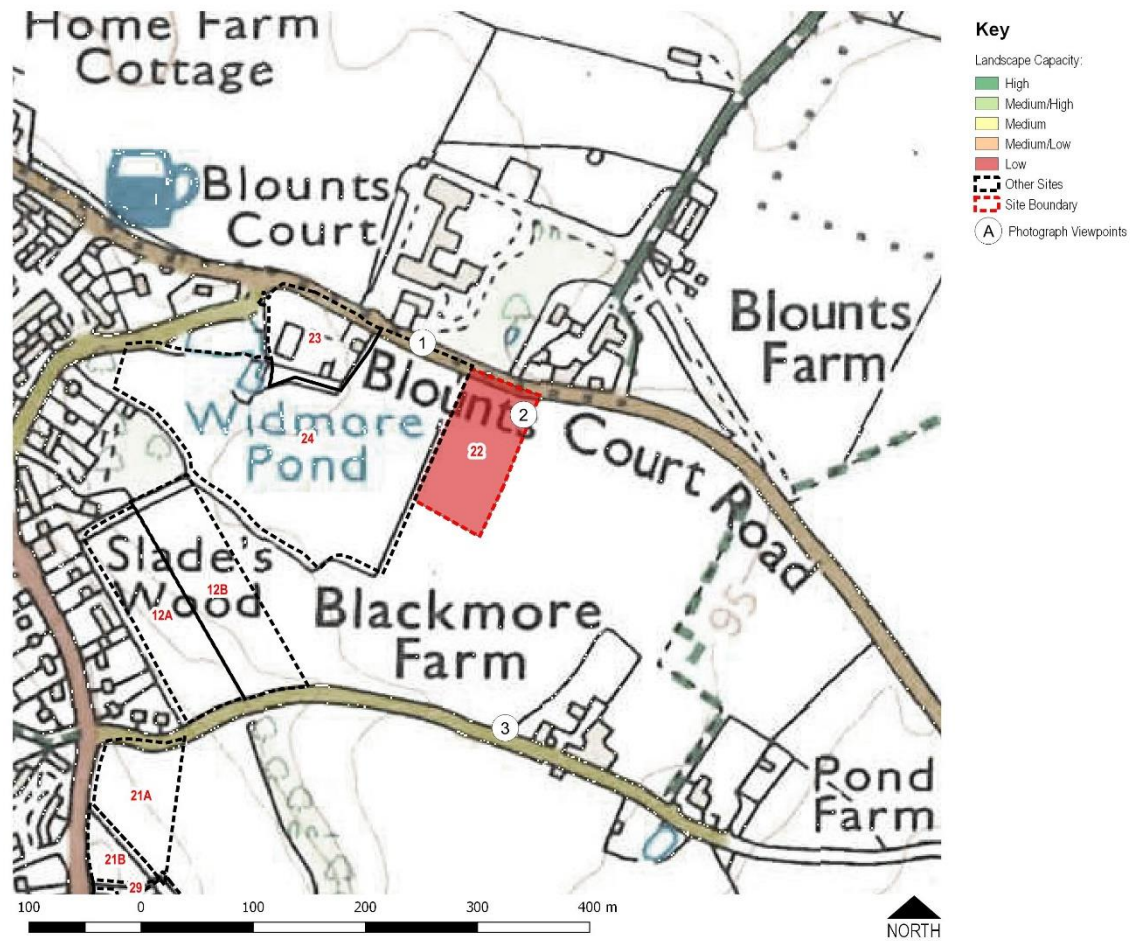 Home Farm
Cottage
Blounts
Court
Blounts
Farm
23
1
Blounts Court Road
2
Widmore
Pond
24
22
Slade's
Wood
12A
12B
Blackmore
Farm
95
3
Pond
Farm
21A
21B
29
100 0 100 200 300 400 m
NORTH
Key
Landscape Capacity:
High
Medium/High
Medium
Medium/Low
Low
Other Sites
Site Boundary
A Photograph Viewpoints